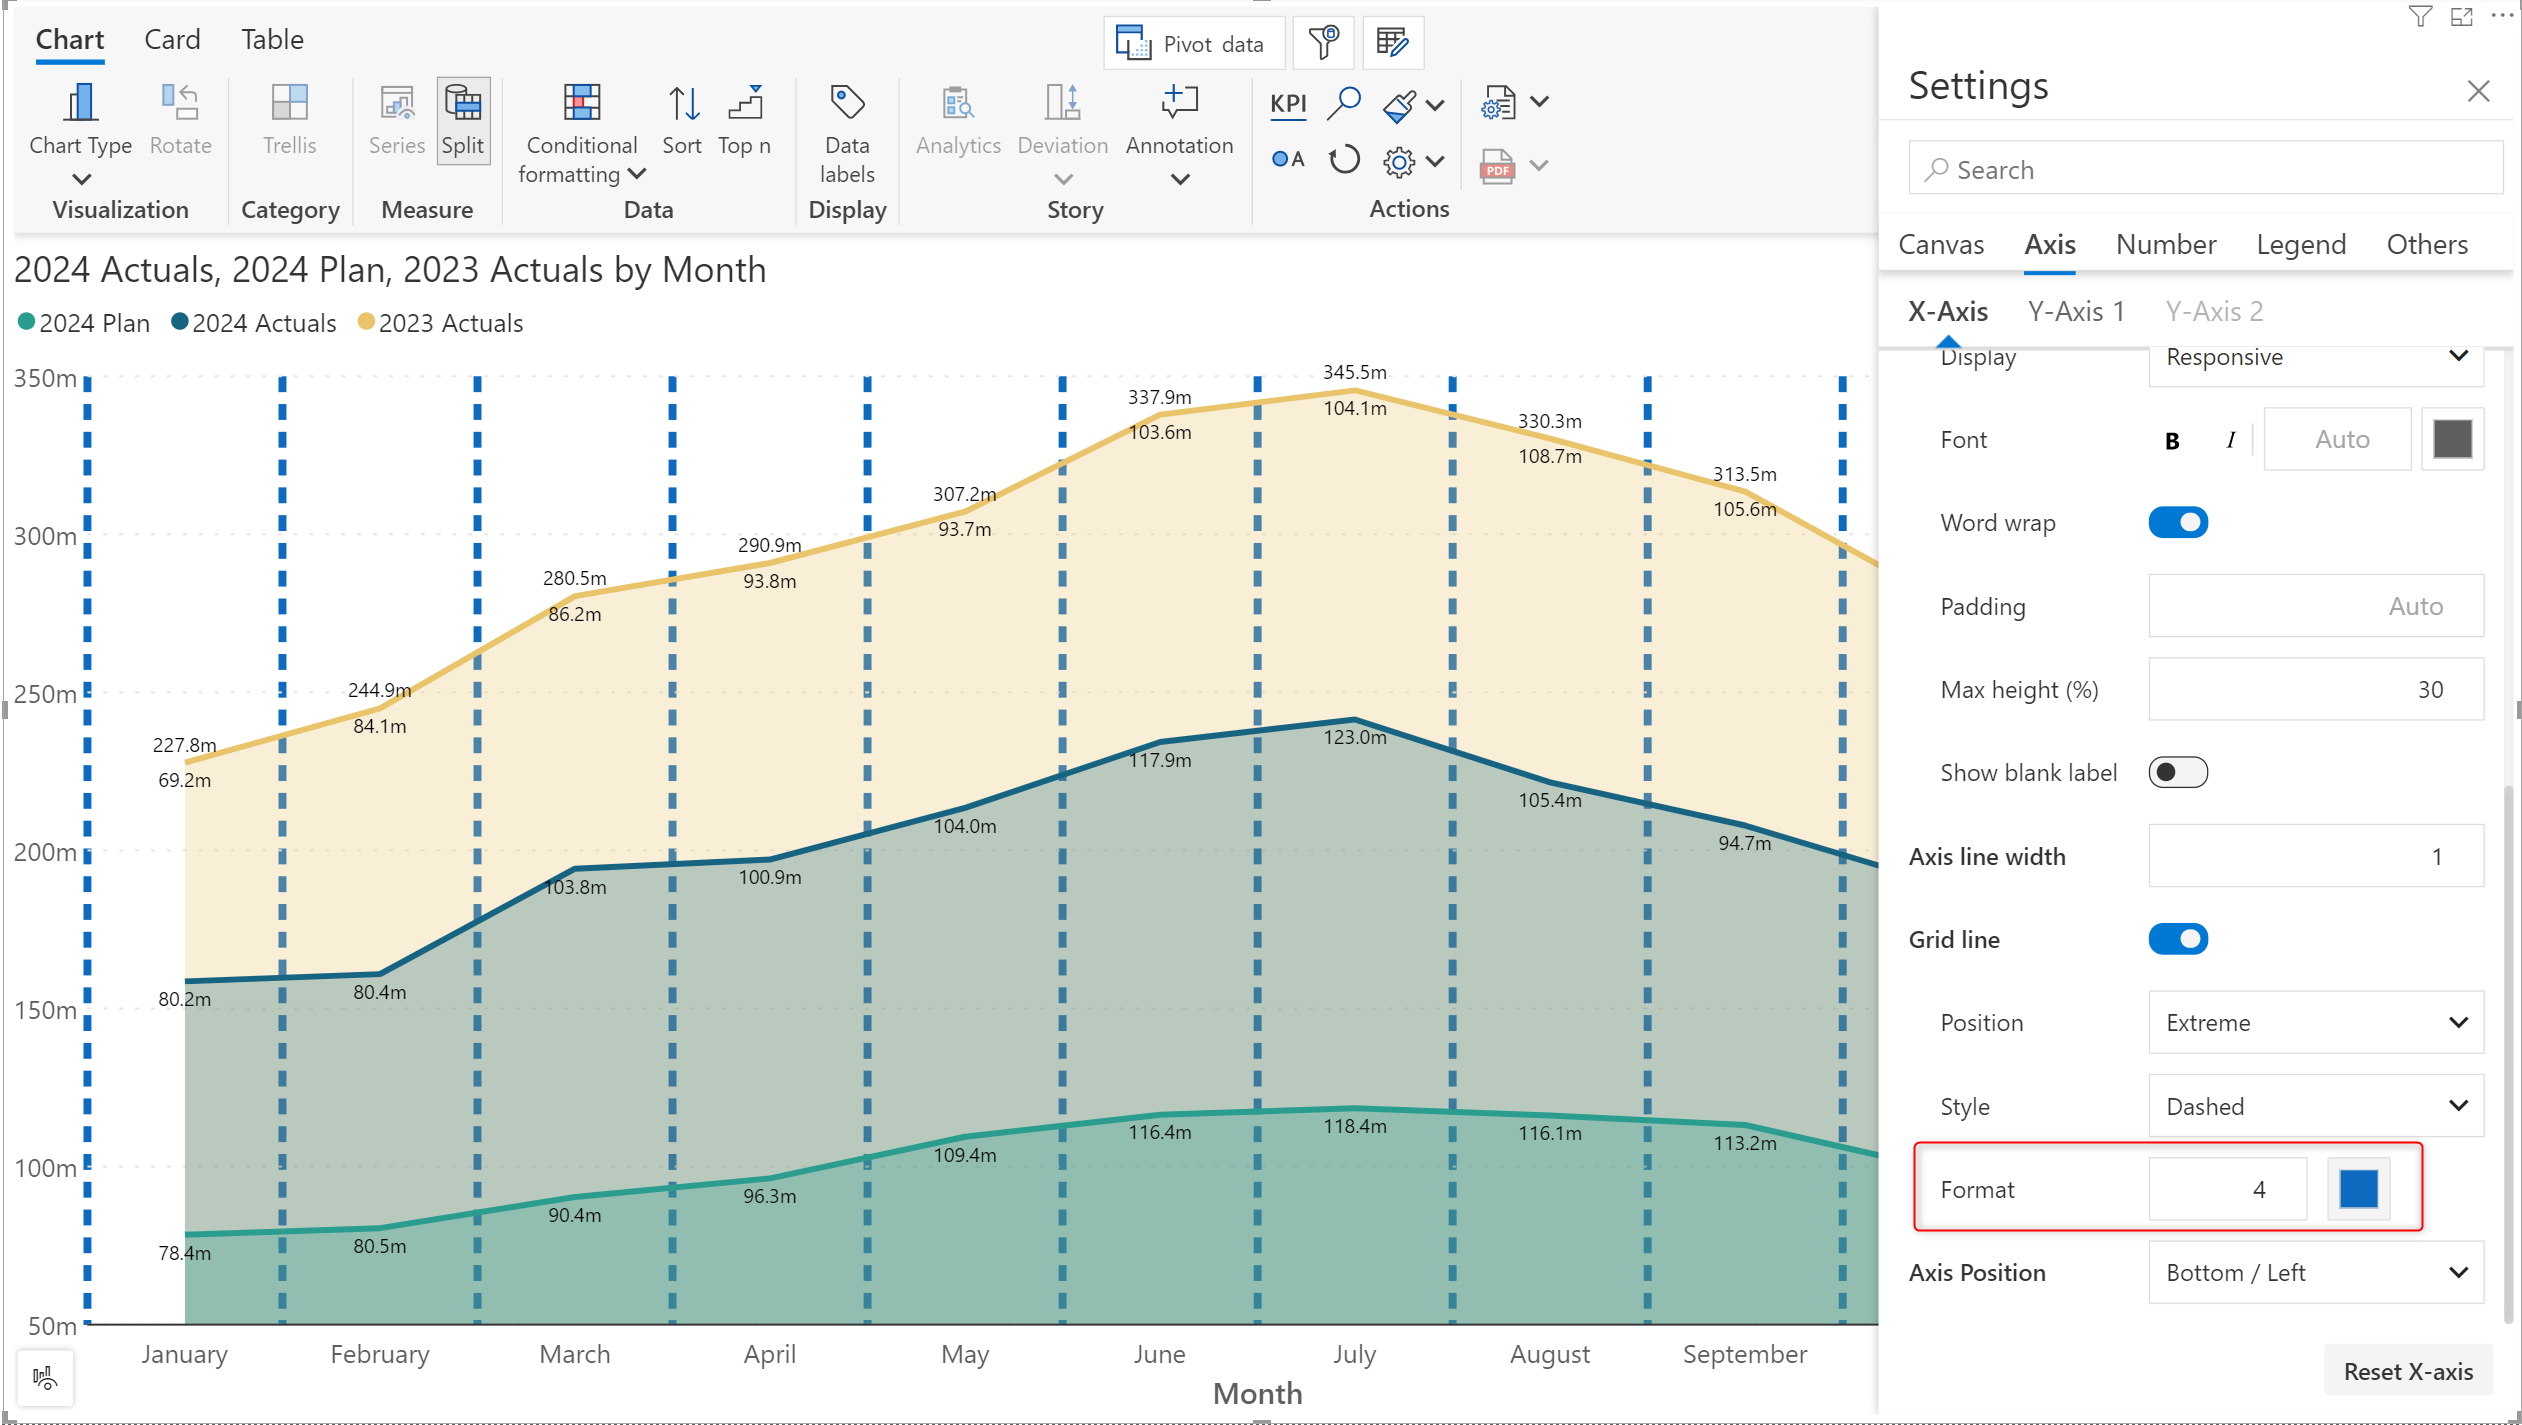 Chart Card Table
Pivot data
Chart Type Rotate Trellis Series Split Conditional formatting Sort Top n Data labels Analytics Deviation Annotation KPI A PDF
Visualization Category Measure Data Display Story Actions
2024 Actuals, 2024 Plan, 2023 Actuals by Month
2024 Plan 2024 Actuals 2023 Actuals
350m
300m
250m
200m
150m
100m
50m
227.8m 244.9m 280.5m 290.9m 307.2m 337.9m 345.5m 330.3m 313.5m
69.2m 84.1m 86.2m 93.8m 93.7m 103.6m 104.1m 108.7m 105.6m
80.2m 80.4m 103.8m 100.9m 104.0m 117.9m 123.0m 105.4m 94.7m
78.4m 80.5m 90.4m 96.3m 109.4m 116.4m 118.4m 116.1m 113.2m
January February March April May June July August September
Month
Settings
Search
Canvas Axis Number Legend Others
X-Axis Y-Axis 1 Y-Axis 2
Display Responsive
Font B I Auto
Word wrap
Padding Auto
Max height (%) 30
Show blank label
Axis line width 1
Grid line
Position Extreme
Style Dashed
Format 4
Axis Position Bottom / Left
Reset X-axis